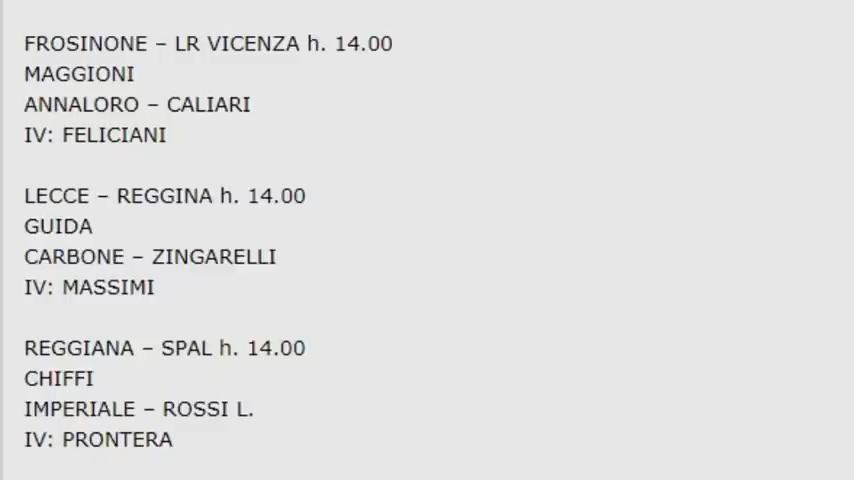 FROSINONE – LR VICENZA h. 14.00
MAGGIONI
ANNALORO – CALIARI
IV: FELICIANI
LECCE – REGGINA h. 14.00
GUIDA
CARBONE – ZINGARELLI
IV: MASSIMI
REGGIANA – SPAL h. 14.00
CHIFFI
IMPERIALE – ROSSI L.
IV: PRONTERA